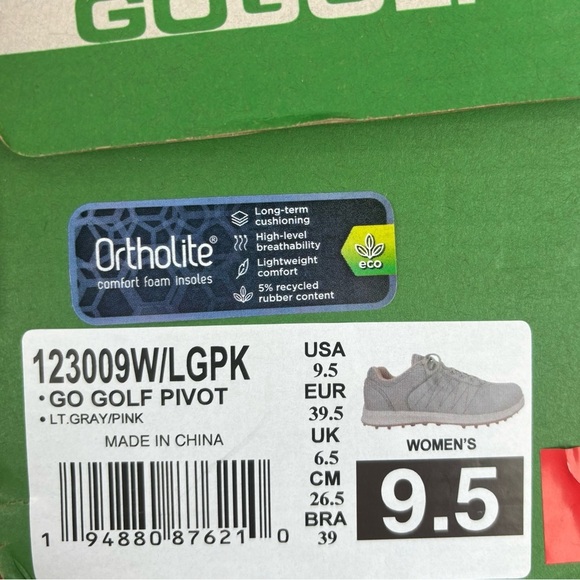 GOGOLF
Ortholite®
comfort foam insoles
Long-term
cushioning
High-level
breathability
Lightweight
comfort
5% recycled
rubber content
eco
123009W/LGPK
• GO GOLF PIVOT
• LT.GRAY/PINK
MADE IN CHINA
1 94880 87621 0
USA
9.5
EUR
39.5
UK
6.5
CM
26.5
BRA
39
WOMEN'S
9.5